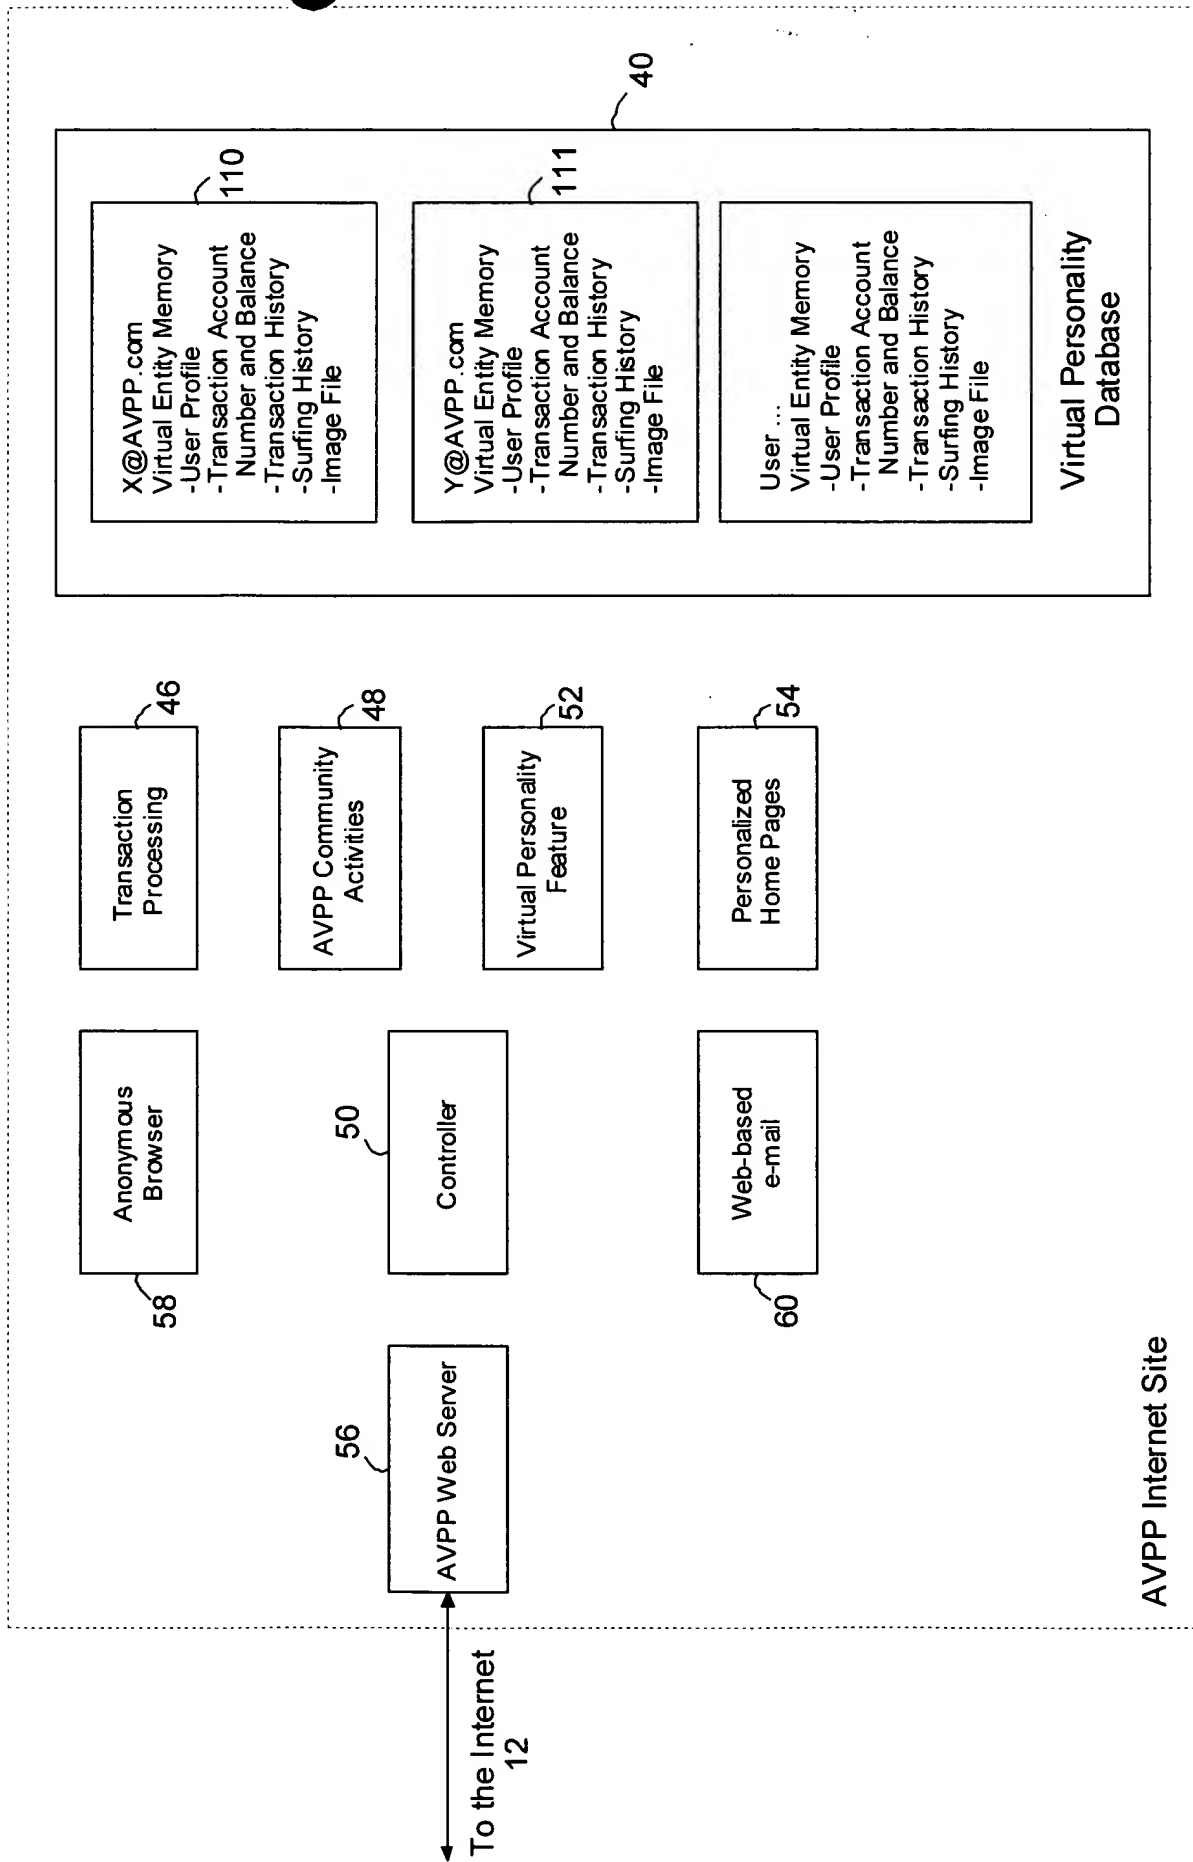 To the Internet
12
56
AVPP Web Server
AVPP Internet Site
58
Anonymous
Browser
50
Controller
60
Web-based
e-mail
46
Transaction
Processing
48
AVPP Community
Activities
52
Virtual Personality
Feature
54
Personalized
Home Pages
40
110
X@AVPP.com
Virtual Entity Memory
-User Profile
-Transaction Account
Number and Balance
-Transaction History
-Surfing History
-Image File
111
Y@AVPP.com
Virtual Entity Memory
-User Profile
-Transaction Account
Number and Balance
-Transaction History
-Surfing History
-Image File
User ...
Virtual Entity Memory
-User Profile
-Transaction Account
Number and Balance
-Transaction History
-Surfing History
-Image File
Virtual Personality
Database